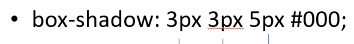 • box-shadow: 3px 3px 5px #000;